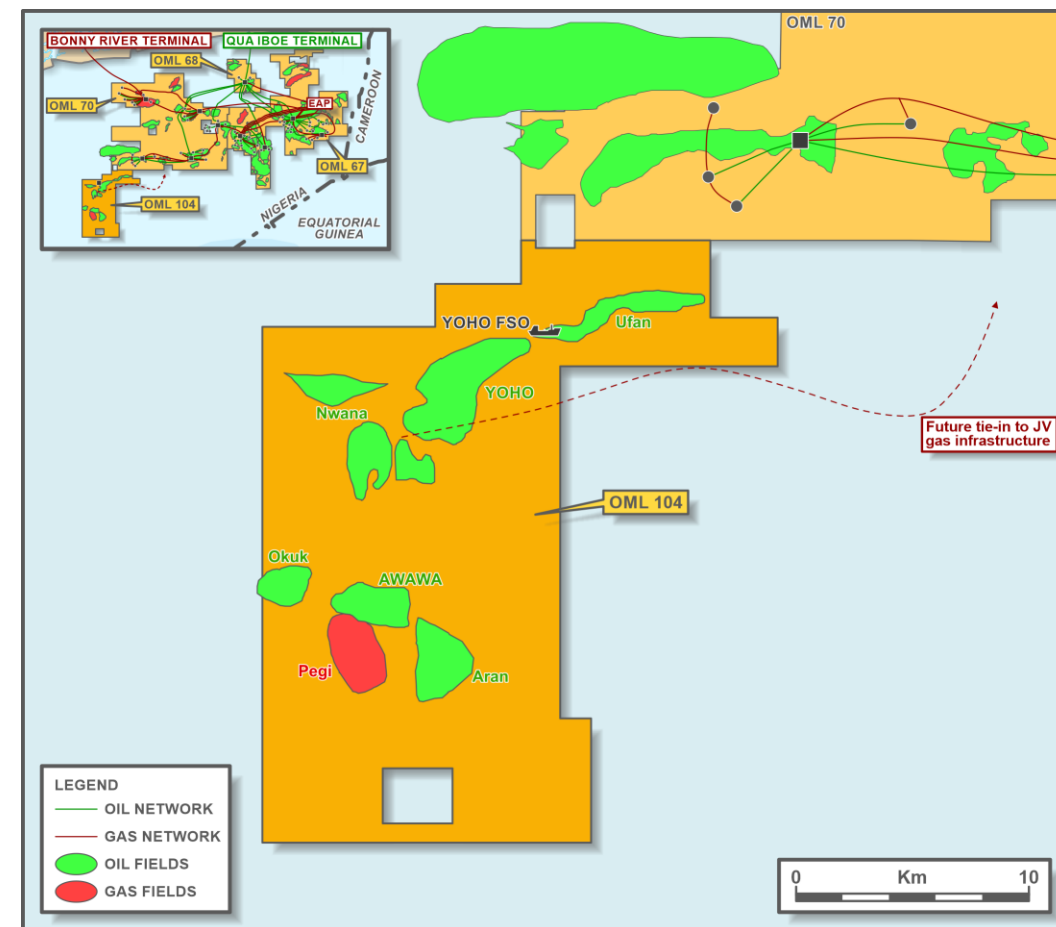 OML 70
BONNY RIVER TERMINAL
QUA IBOE TERMINAL
OML 68
OML 70
EAP
CAMEROON
OML 67
OML 104
NIGERIA
EQUATORIAL
GUINEA
YOHO FSO
Ufan
YOHO
Nwana
Future tie-in to JV
gas infrastructure
OML 104
Okuk
AWAWA
Pegi
Aran
LEGEND
OIL NETWORK
GAS NETWORK
OIL FIELDS
GAS FIELDS
0 Km 10